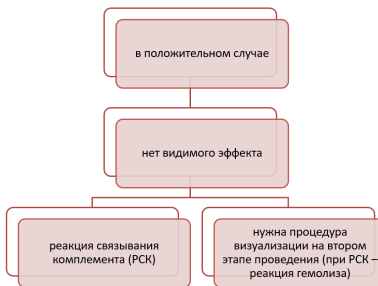 в положительном случае
нет видимого эффекта
реакция связывания
комплемента (РСК)
нужна процедура
визуализации на втором
этапе проведения (при РСК –
реакция гемолиза)